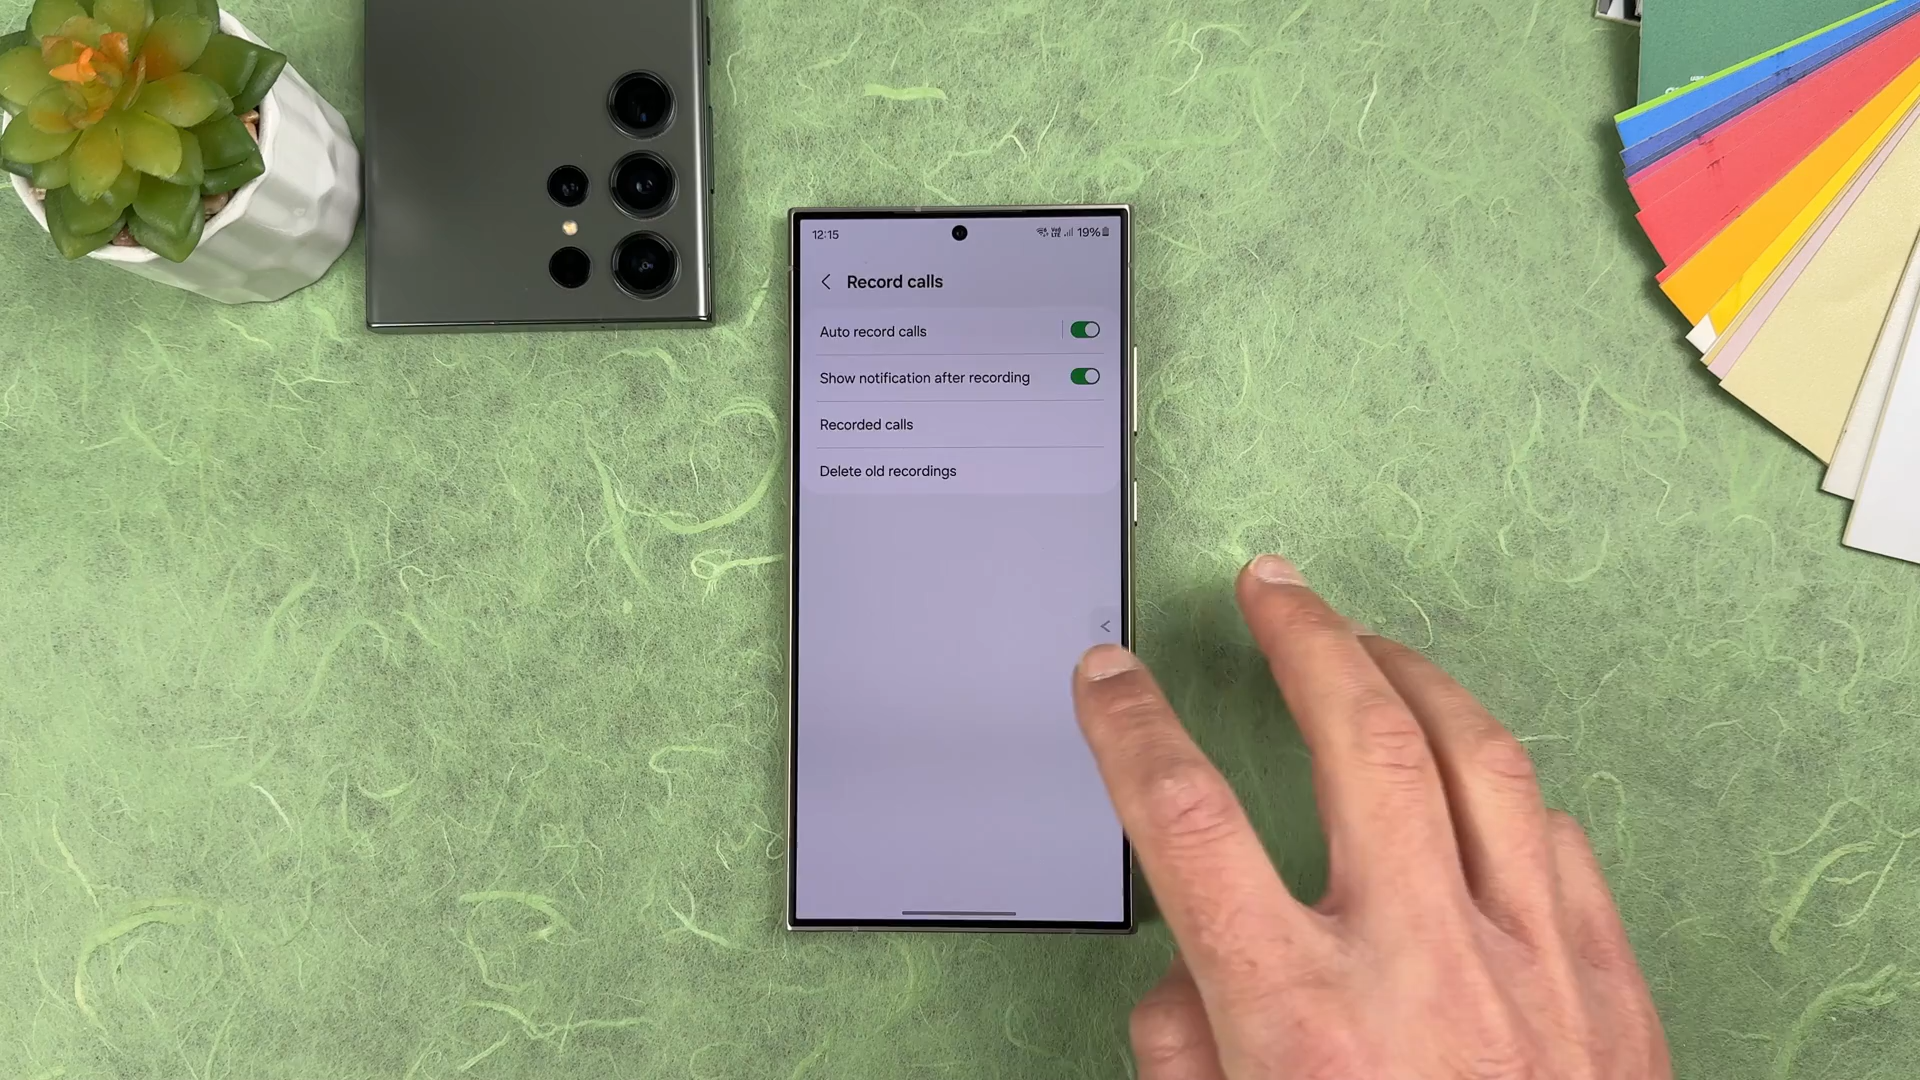 12:15
19%
Record calls
Auto record calls
Show notification after recording
Recorded calls
Delete old recordings